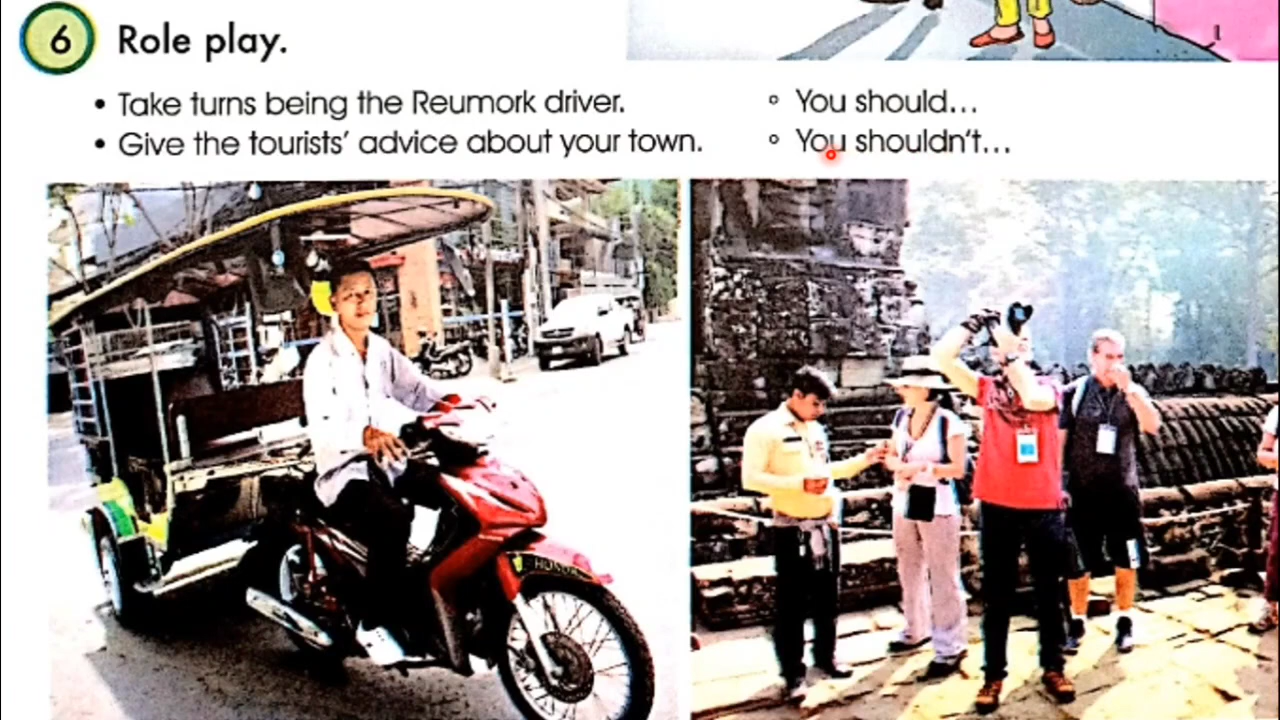 6 Role play.
• Take turns being the Reumork driver.
• Give the tourists' advice about your town.
◦ You should...
◦ You shouldn't...
HONDA